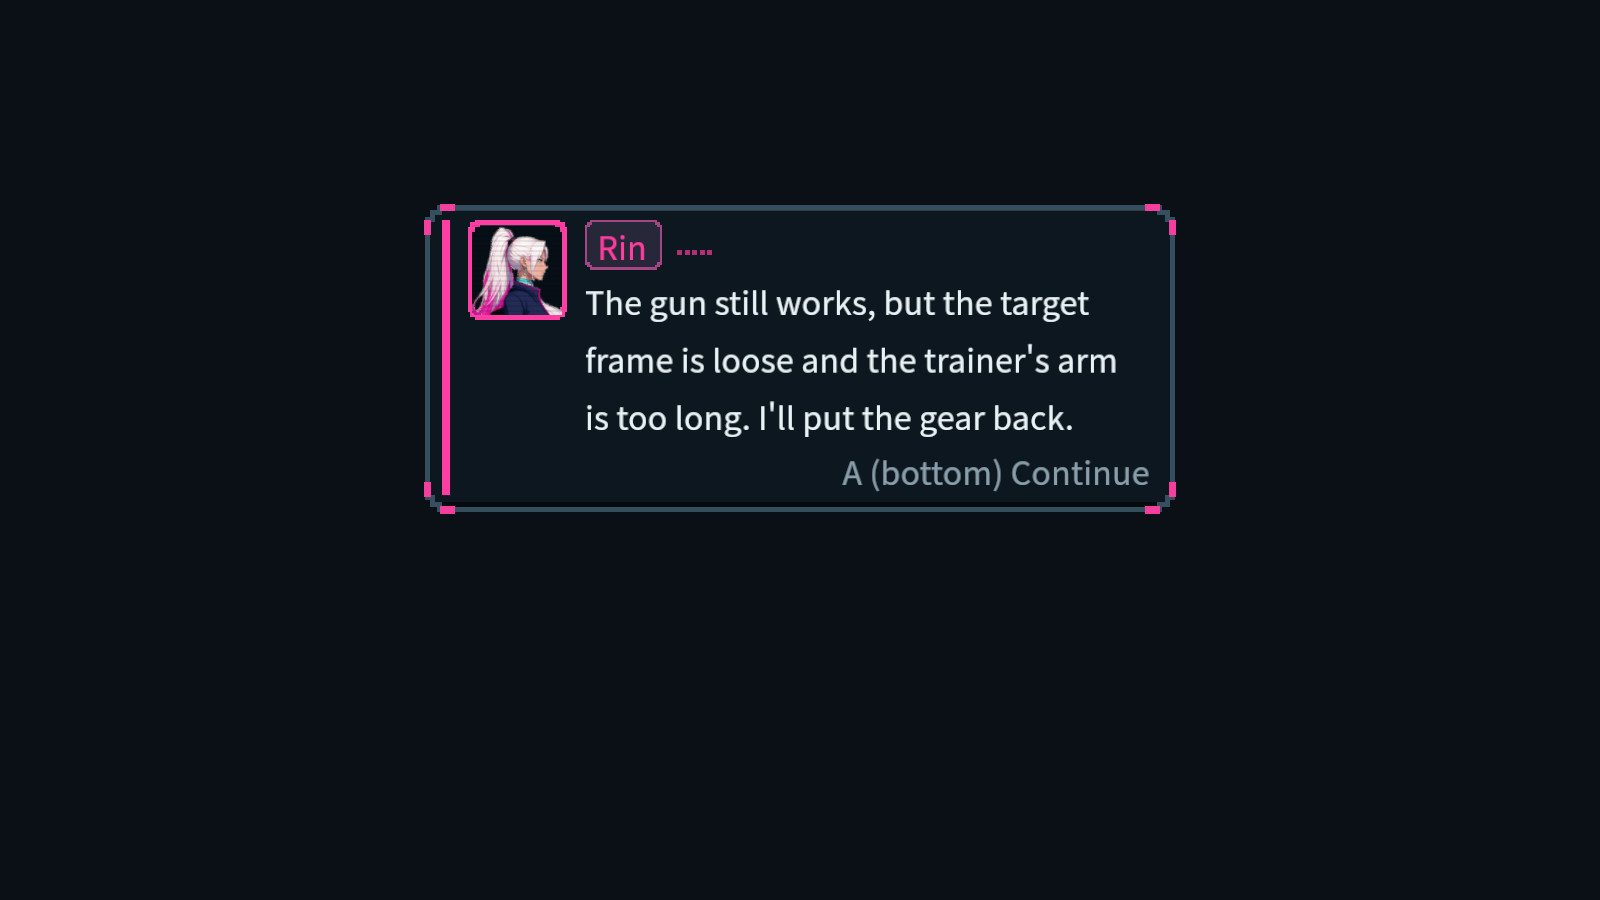 Rin
The gun still works, but the target
frame is loose and the trainer's arm
is too long. I'll put the gear back.
A (bottom) Continue